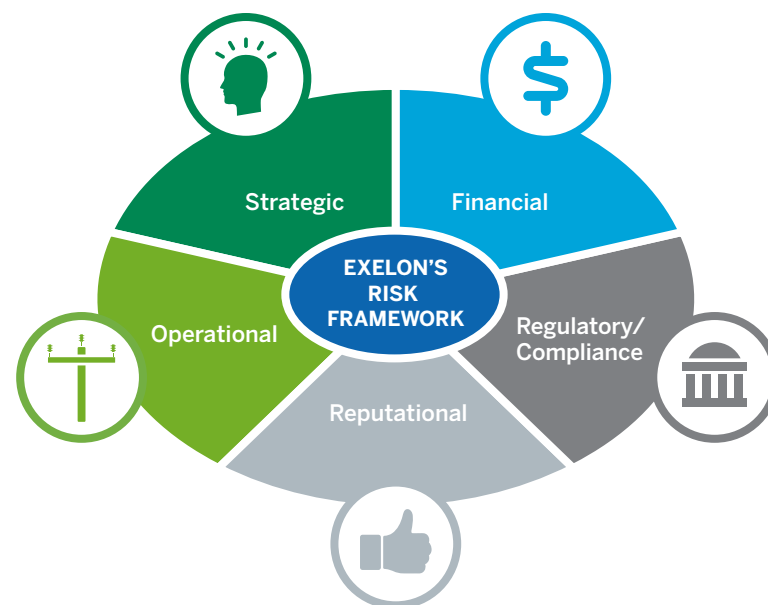 Strategic
Financial
EXELON'S
RISK
FRAMEWORK
Operational
Regulatory/
Compliance
Reputational